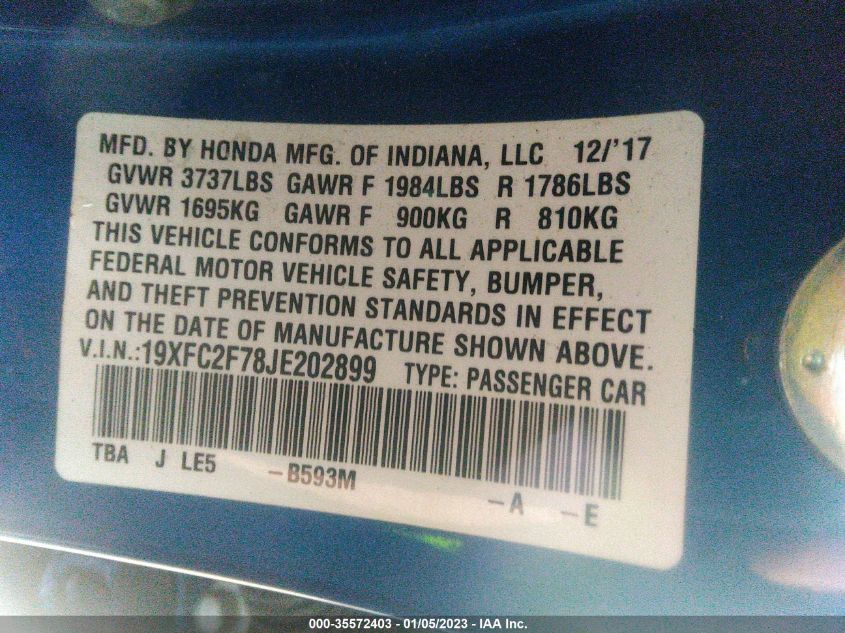 MFD. BY HONDA MFG. OF INDIANA, LLC 12/'17
GVWR 3737LBS GAWR F 1984LBS R 1786LBS
GVWR 1695KG GAWR F 900KG R 810KG
THIS VEHICLE CONFORMS TO ALL APPLICABLE
FEDERAL MOTOR VEHICLE SAFETY, BUMPER,
AND THEFT PREVENTION STANDARDS IN EFFECT
ON THE DATE OF MANUFACTURE SHOWN ABOVE.
V.I.N.:19XFC2F78JE202899 TYPE: PASSENGER CAR
TBA J LE5 -B593M -A -E
000-35572403 - 01/05/2023 - IAA Inc.